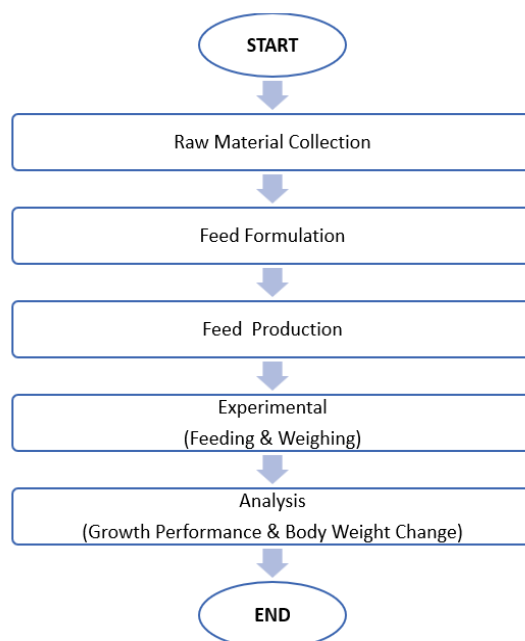 START
Raw Material Collection
Feed Formulation
Feed Production
Experimental
(Feeding & Weighing)
Analysis
(Growth Performance & Body Weight Change)
END